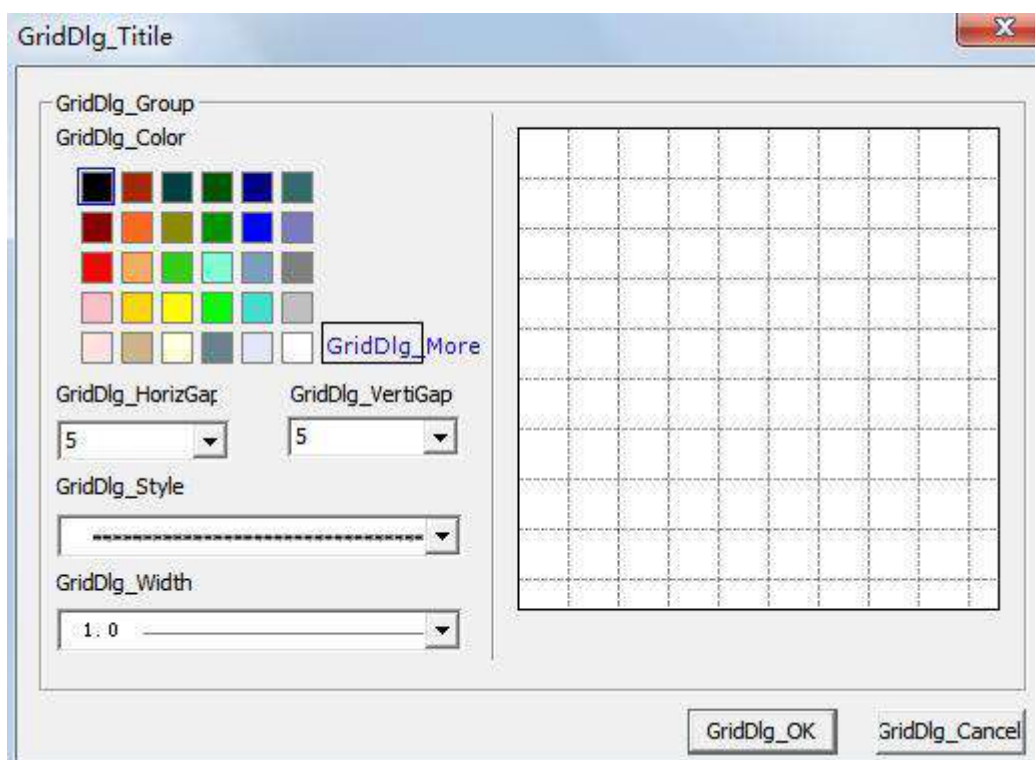 GridDlg_Titile
GridDlg_Group
GridDlg_Color
GridDlg_More
GridDlg_HorizGap
GridDlg_VertiGap
5
5
GridDlg_Style
GridDlg_Width
1.0
GridDlg_OK
GridDlg_Cancel